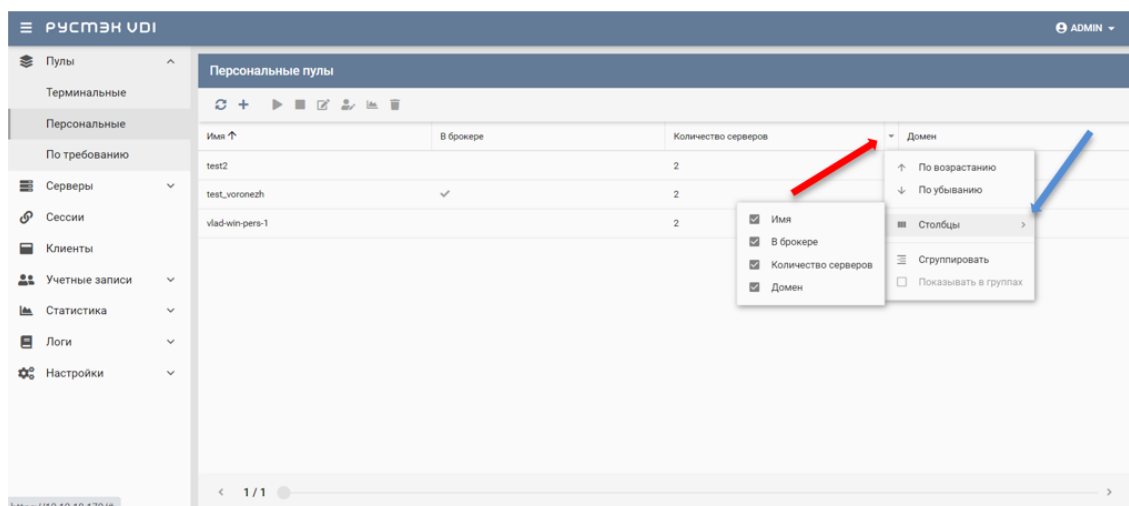 РУСТЭК VDI
ADMIN
Пулы
Терминальные
Персональные
По требованию
Серверы
Сессии
Клиенты
Учетные записи
Статистика
Логи
Настройки
Персональные пулы
Имя В брокере Количество серверов Домен
test2 2
test_voronezh 2
vlad-win-pers-1 2
По возрастанию
По убыванию
Столбцы
Сгруппировать
Показывать в группах
Имя
В брокере
Количество серверов
Домен
1 / 1